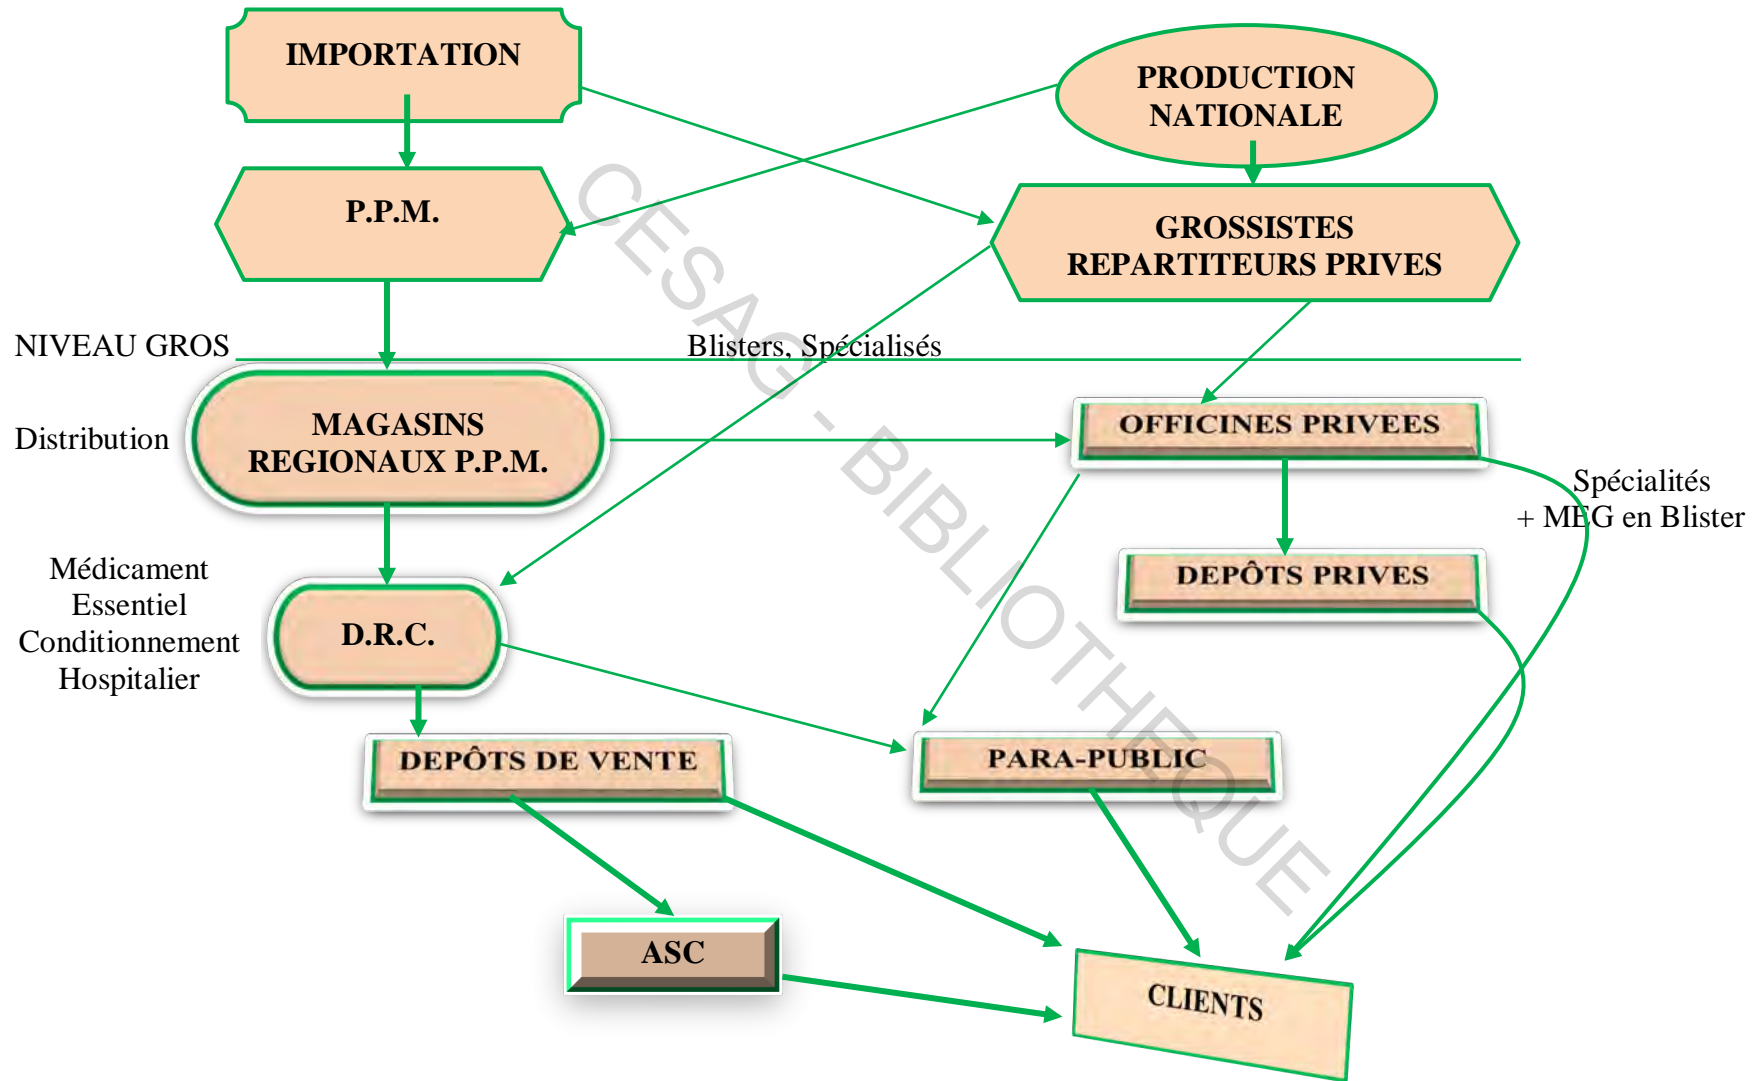 IMPORTATION
PRODUCTION
NATIONALE
P.P.M.
GROSSISTES
REPARTITEURS PRIVES
NIVEAU GROS
Blisters, Spécialisés
Distribution
MAGASINS
REGIONAUX P.P.M.
OFFICINES PRIVEES
Spécialités
+ MEG en Blister
Médicament
Essentiel
Conditionnement
Hospitalier
DEPÔTS PRIVES
D.R.C.
DEPÔTS DE VENTE
PARA-PUBLIC
ASC
CLIENTS
CESAG - BIBLIOTHEQUE